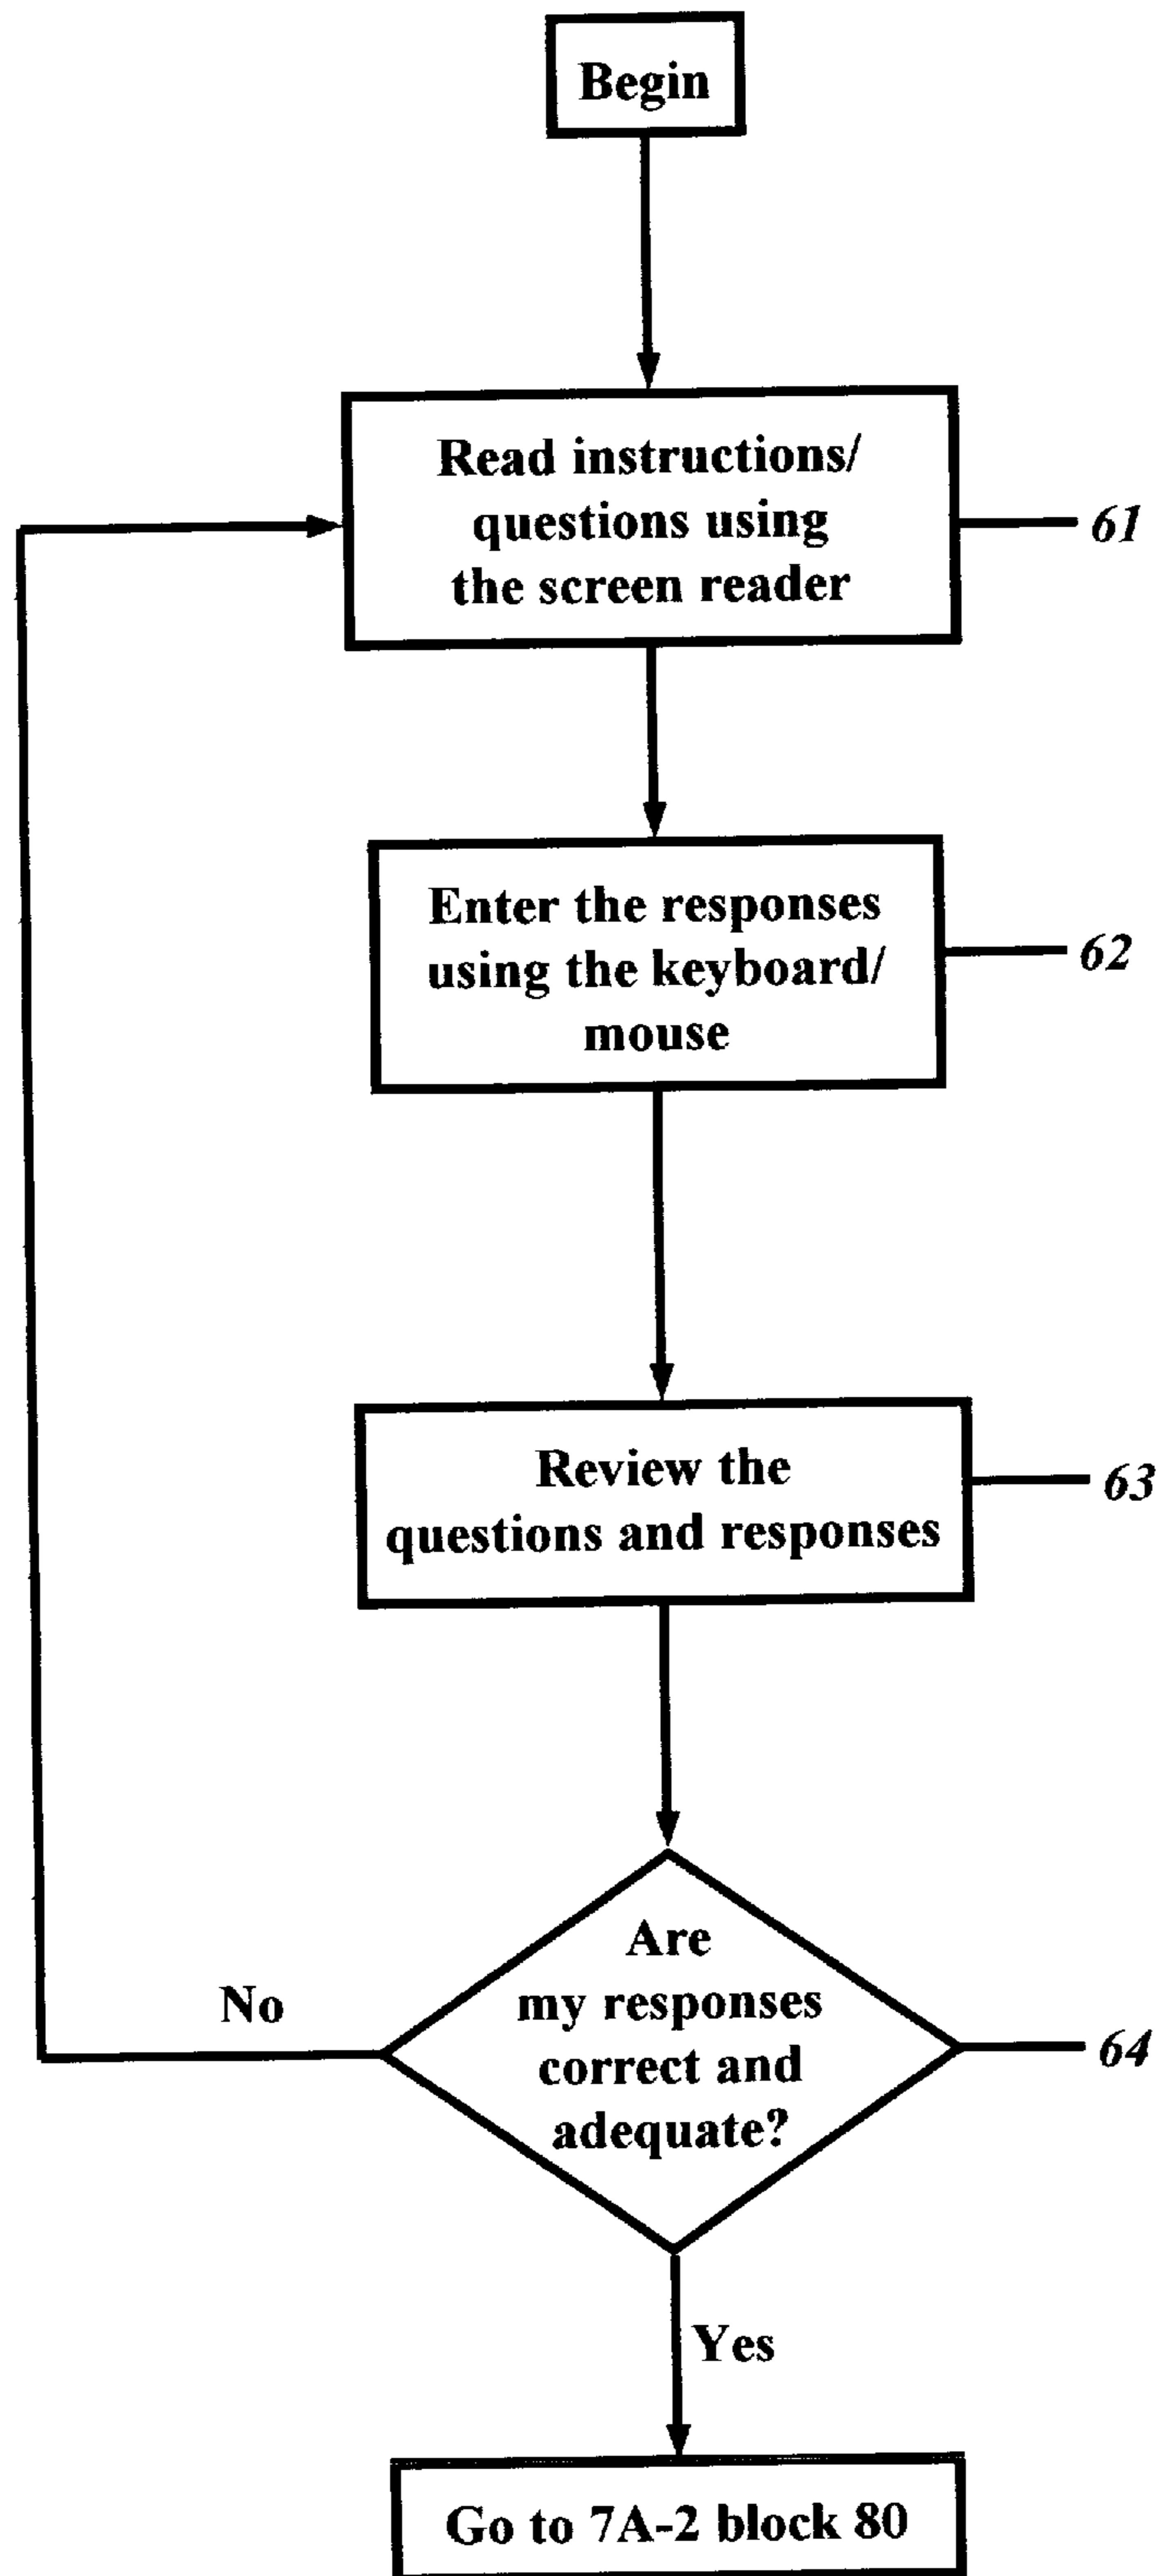 Begin
Read instructions/
questions using
the screen reader
61
Enter the responses
using the keyboard/
mouse
62
Review the
questions and responses
63
Are
my responses
correct and
adequate?
64
No
Yes
Go to 7A-2 block 80